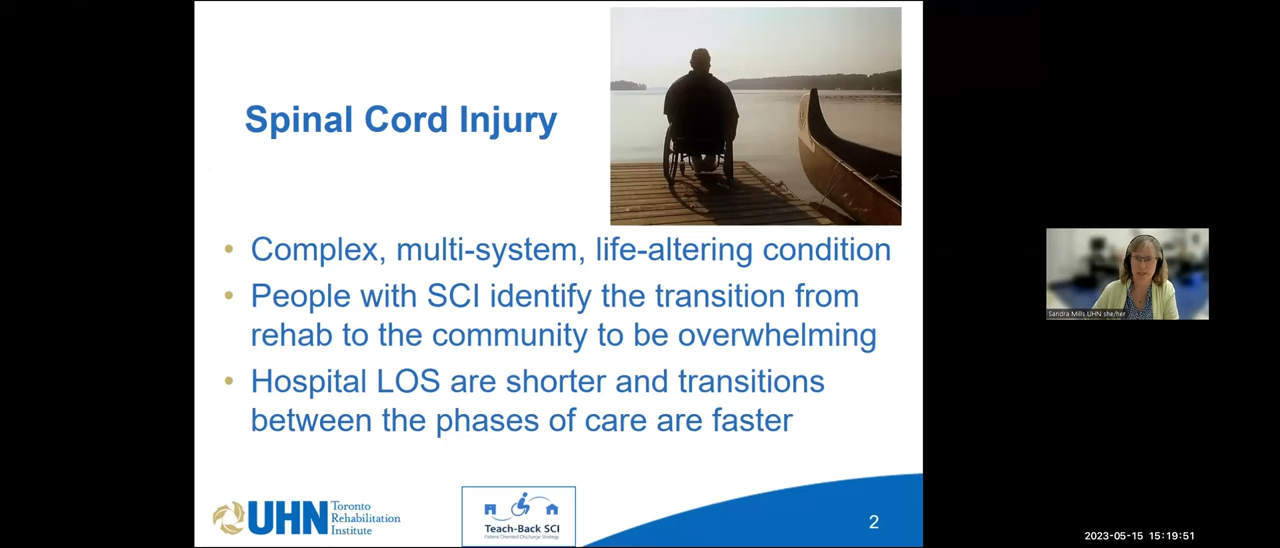 Spinal Cord Injury
• Complex, multi-system, life-altering condition
• People with SCI identify the transition from
rehab to the community to be overwhelming
• Hospital LOS are shorter and transitions
between the phases of care are faster
UHN
Toronto
Rehabilitation
Institute
Teach-Back SCI
Patient Oriented Discharge Strategy
2
Sandra Mills UHN she/her
2023-05-15 15:19:51